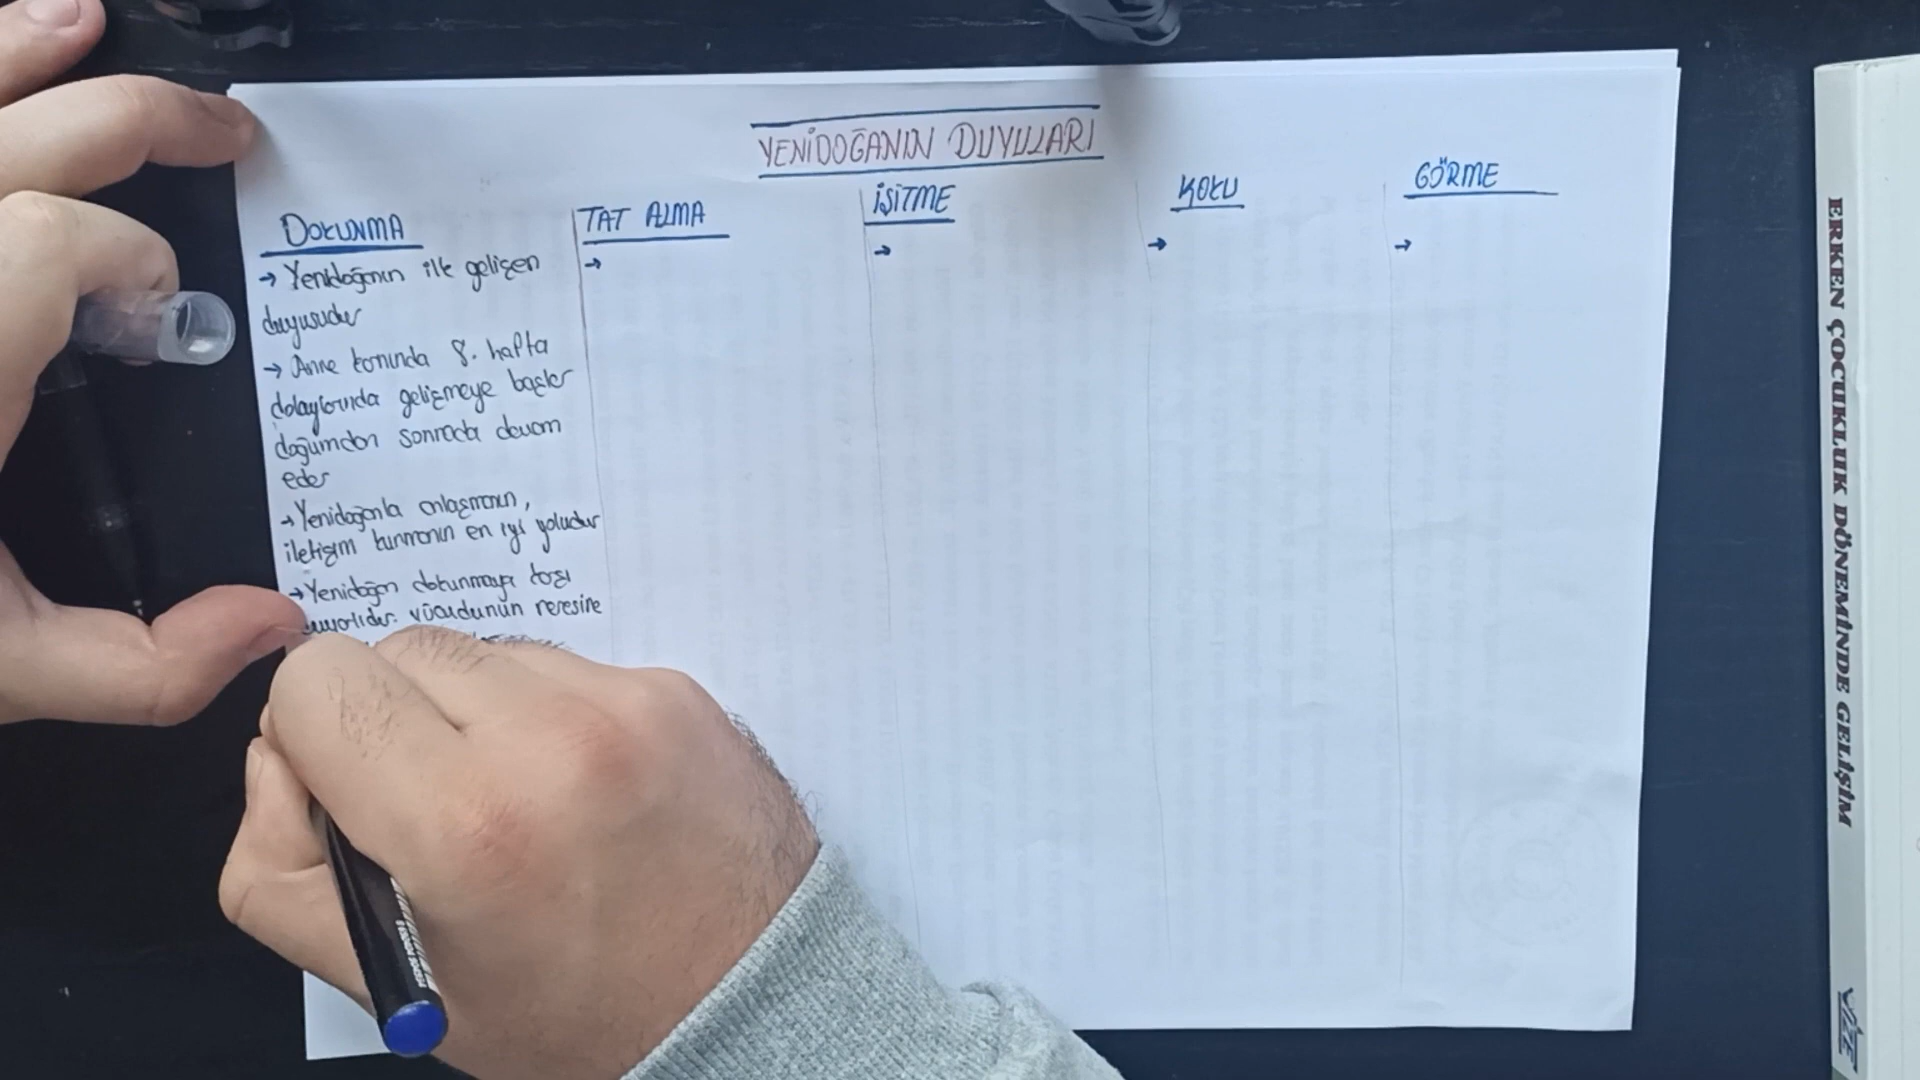 YENİDOĞANIN DUYULARI
DOKUNMA
→ Yenidoğanın ilk gelişen
duyusudur
→ Anne karnında 8. hafta
dolaylarında gelişmeye başlar
doğumdan sonrada devam
eder
→ Yenidoğanla anlaşmanın,
iletişim kurmanın en iyi yoludur
→ Yenidoğan dokunmaya karşı
duyarlıdır. vücudunun neresine
TAT ALMA
→
İŞİTME
→
KOKU
→
GÖRME
→
ERKEN ÇOCUKLUK DÖNEMİNDE GELİŞİM
VİZE